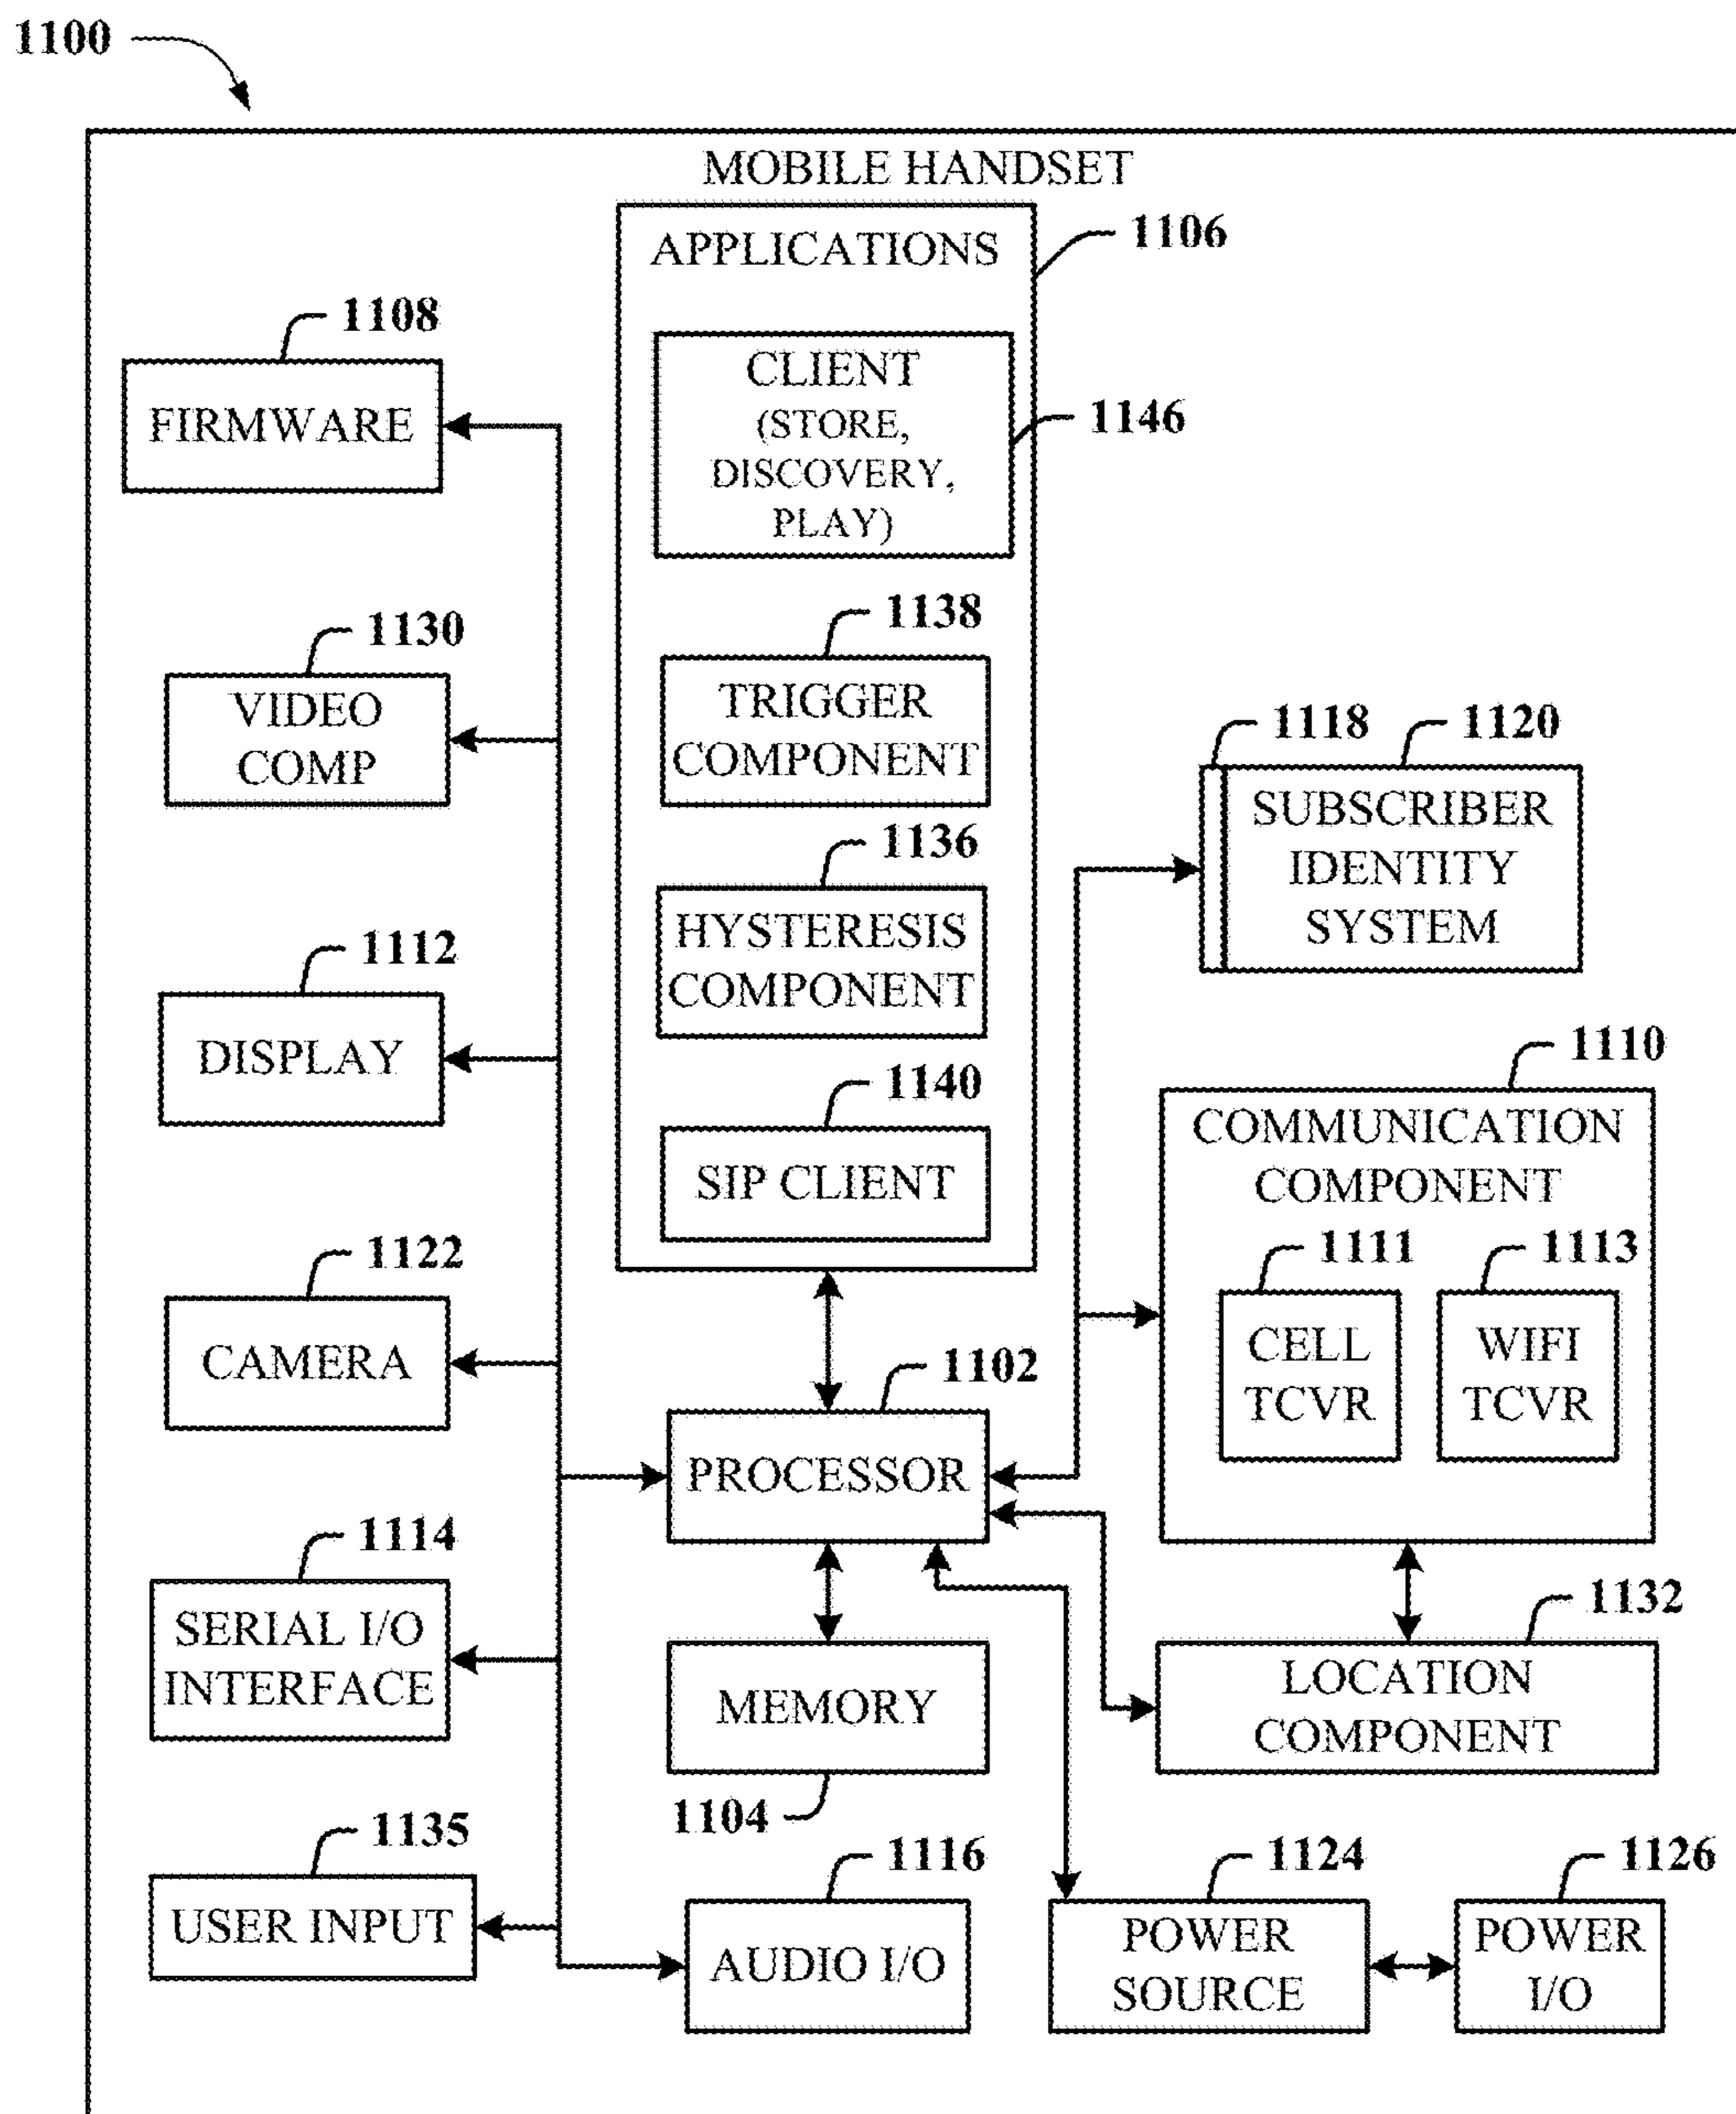 1100
MOBILE HANDSET
APPLICATIONS
1106
CLIENT
(STORE,
DISCOVERY,
PLAY)
1146
1138
TRIGGER
COMPONENT
1136
HYSTERESIS
COMPONENT
1140
SIP CLIENT
1108
FIRMWARE
1130
VIDEO
COMP
1112
DISPLAY
1122
CAMERA
1114
SERIAL I/O
INTERFACE
1135
USER INPUT
1102
PROCESSOR
MEMORY
1104
1116
AUDIO I/O
1118
1120
SUBSCRIBER
IDENTITY
SYSTEM
1110
COMMUNICATION
COMPONENT
1111
CELL
TCVR
1113
WIFI
TCVR
1132
LOCATION
COMPONENT
1124
POWER
SOURCE
1126
POWER
I/O